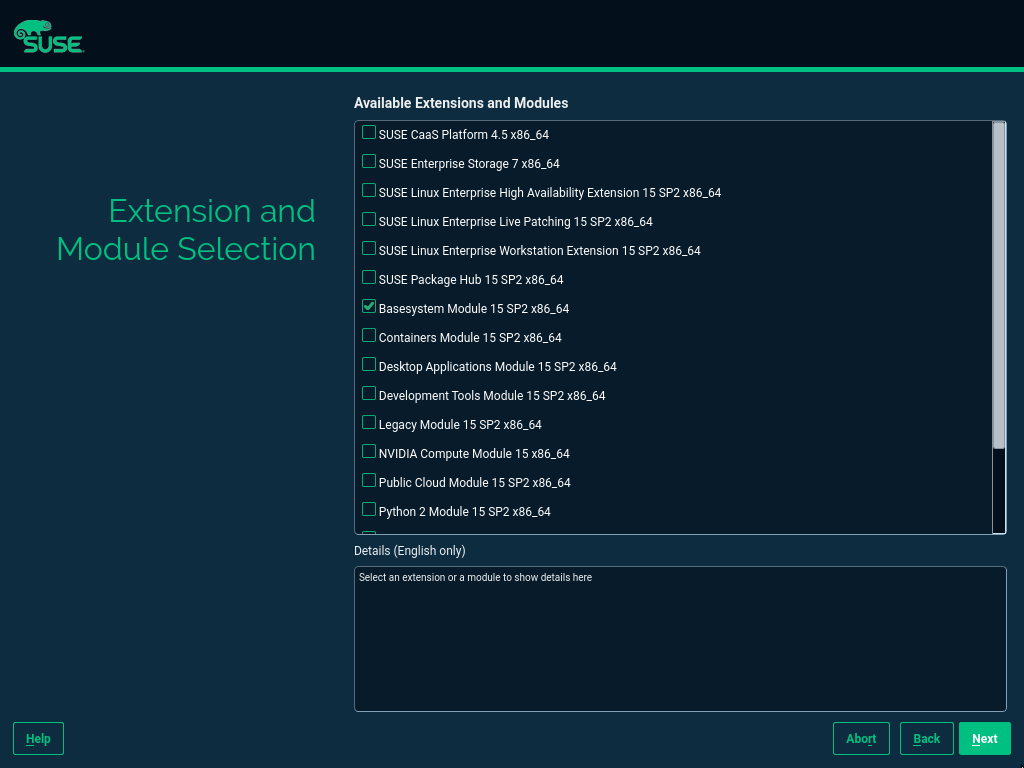 SUSE
Available Extensions and Modules
SUSE CaaS Platform 4.5 x86_64
SUSE Enterprise Storage 7 x86_64
SUSE Linux Enterprise High Availability Extension 15 SP2 x86_64
SUSE Linux Enterprise Live Patching 15 SP2 x86_64
SUSE Linux Enterprise Workstation Extension 15 SP2 x86_64
SUSE Package Hub 15 SP2 x86_64
Basesystem Module 15 SP2 x86_64
Containers Module 15 SP2 x86_64
Desktop Applications Module 15 SP2 x86_64
Development Tools Module 15 SP2 x86_64
Legacy Module 15 SP2 x86_64
NVIDIA Compute Module 15 x86_64
Public Cloud Module 15 SP2 x86_64
Python 2 Module 15 SP2 x86_64
Extension and
Module Selection
Details (English only)
Select an extension or a module to show details here
Help
Abort
Back
Next